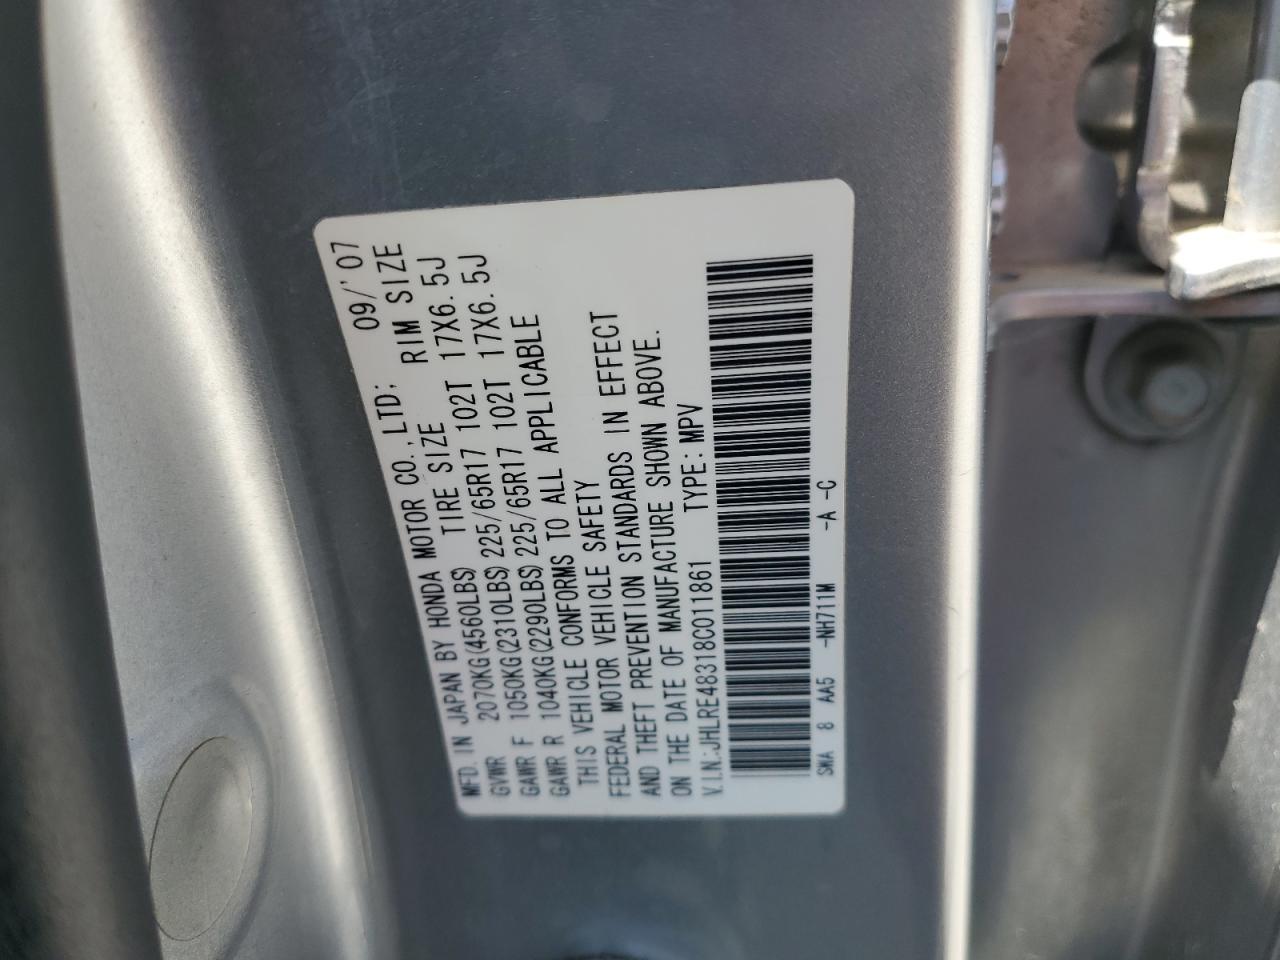 MFD. IN JAPAN BY HONDA MOTOR CO., LTD; 09/'07
GVWR 2070KG(4560LBS) TIRE SIZE RIM SIZE
GAWR F 1050KG(2310LBS) 225/65R17 102T 17X6.5J
GAWR R 1040KG(2290LBS) 225/65R17 102T 17X6.5J
THIS VEHICLE CONFORMS TO ALL APPLICABLE
FEDERAL MOTOR VEHICLE SAFETY
AND THEFT PREVENTION STANDARDS IN EFFECT
ON THE DATE OF MANUFACTURE SHOWN ABOVE.
V.I.N.:JHLRE48318C011861 TYPE:MPV
SWA 8 AA5 -NH711M -A -C